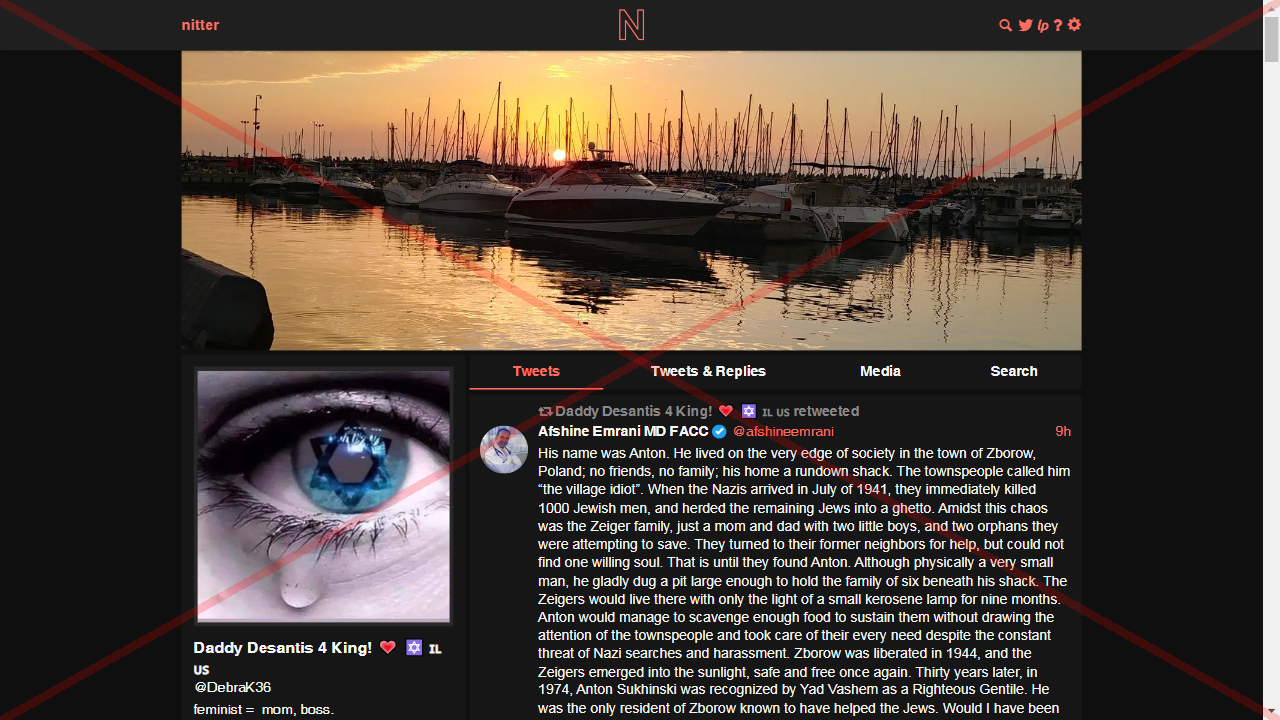 nitter
N
lp ?
Tweets
Tweets & Replies
Media
Search
Daddy Desantis 4 King! ❤️ 🔯 IL US retweeted
Afshine Emrani MD FACC @afshineemrani
9h
His name was Anton. He lived on the very edge of society in the town of Zborow,
Poland; no friends, no family; his home a rundown shack. The townspeople called him
“the village idiot”. When the Nazis arrived in July of 1941, they immediately killed
1000 Jewish men, and herded the remaining Jews into a ghetto. Amidst this chaos
was the Zeiger family, just a mom and dad with two little boys, and two orphans they
were attempting to save. They turned to their former neighbors for help, but could not
find one willing soul. That is until they found Anton. Although physically a very small
man, he gladly dug a pit large enough to hold the family of six beneath his shack. The
Zeigers would live there with only the light of a small kerosene lamp for nine months.
Anton would manage to scavenge enough food to sustain them without drawing the
attention of the townspeople and took care of their every need despite the constant
threat of Nazi searches and harassment. Zborow was liberated in 1944, and the
Zeigers emerged into the sunlight, safe and free once again. Thirty years later, in
1974, Anton Sukhinski was recognized by Yad Vashem as a Righteous Gentile. He
was the only resident of Zborow known to have helped the Jews. Would I have been
Daddy Desantis 4 King! ❤️ 🔯 IL
US
@DebraK36
feminist = mom, boss.